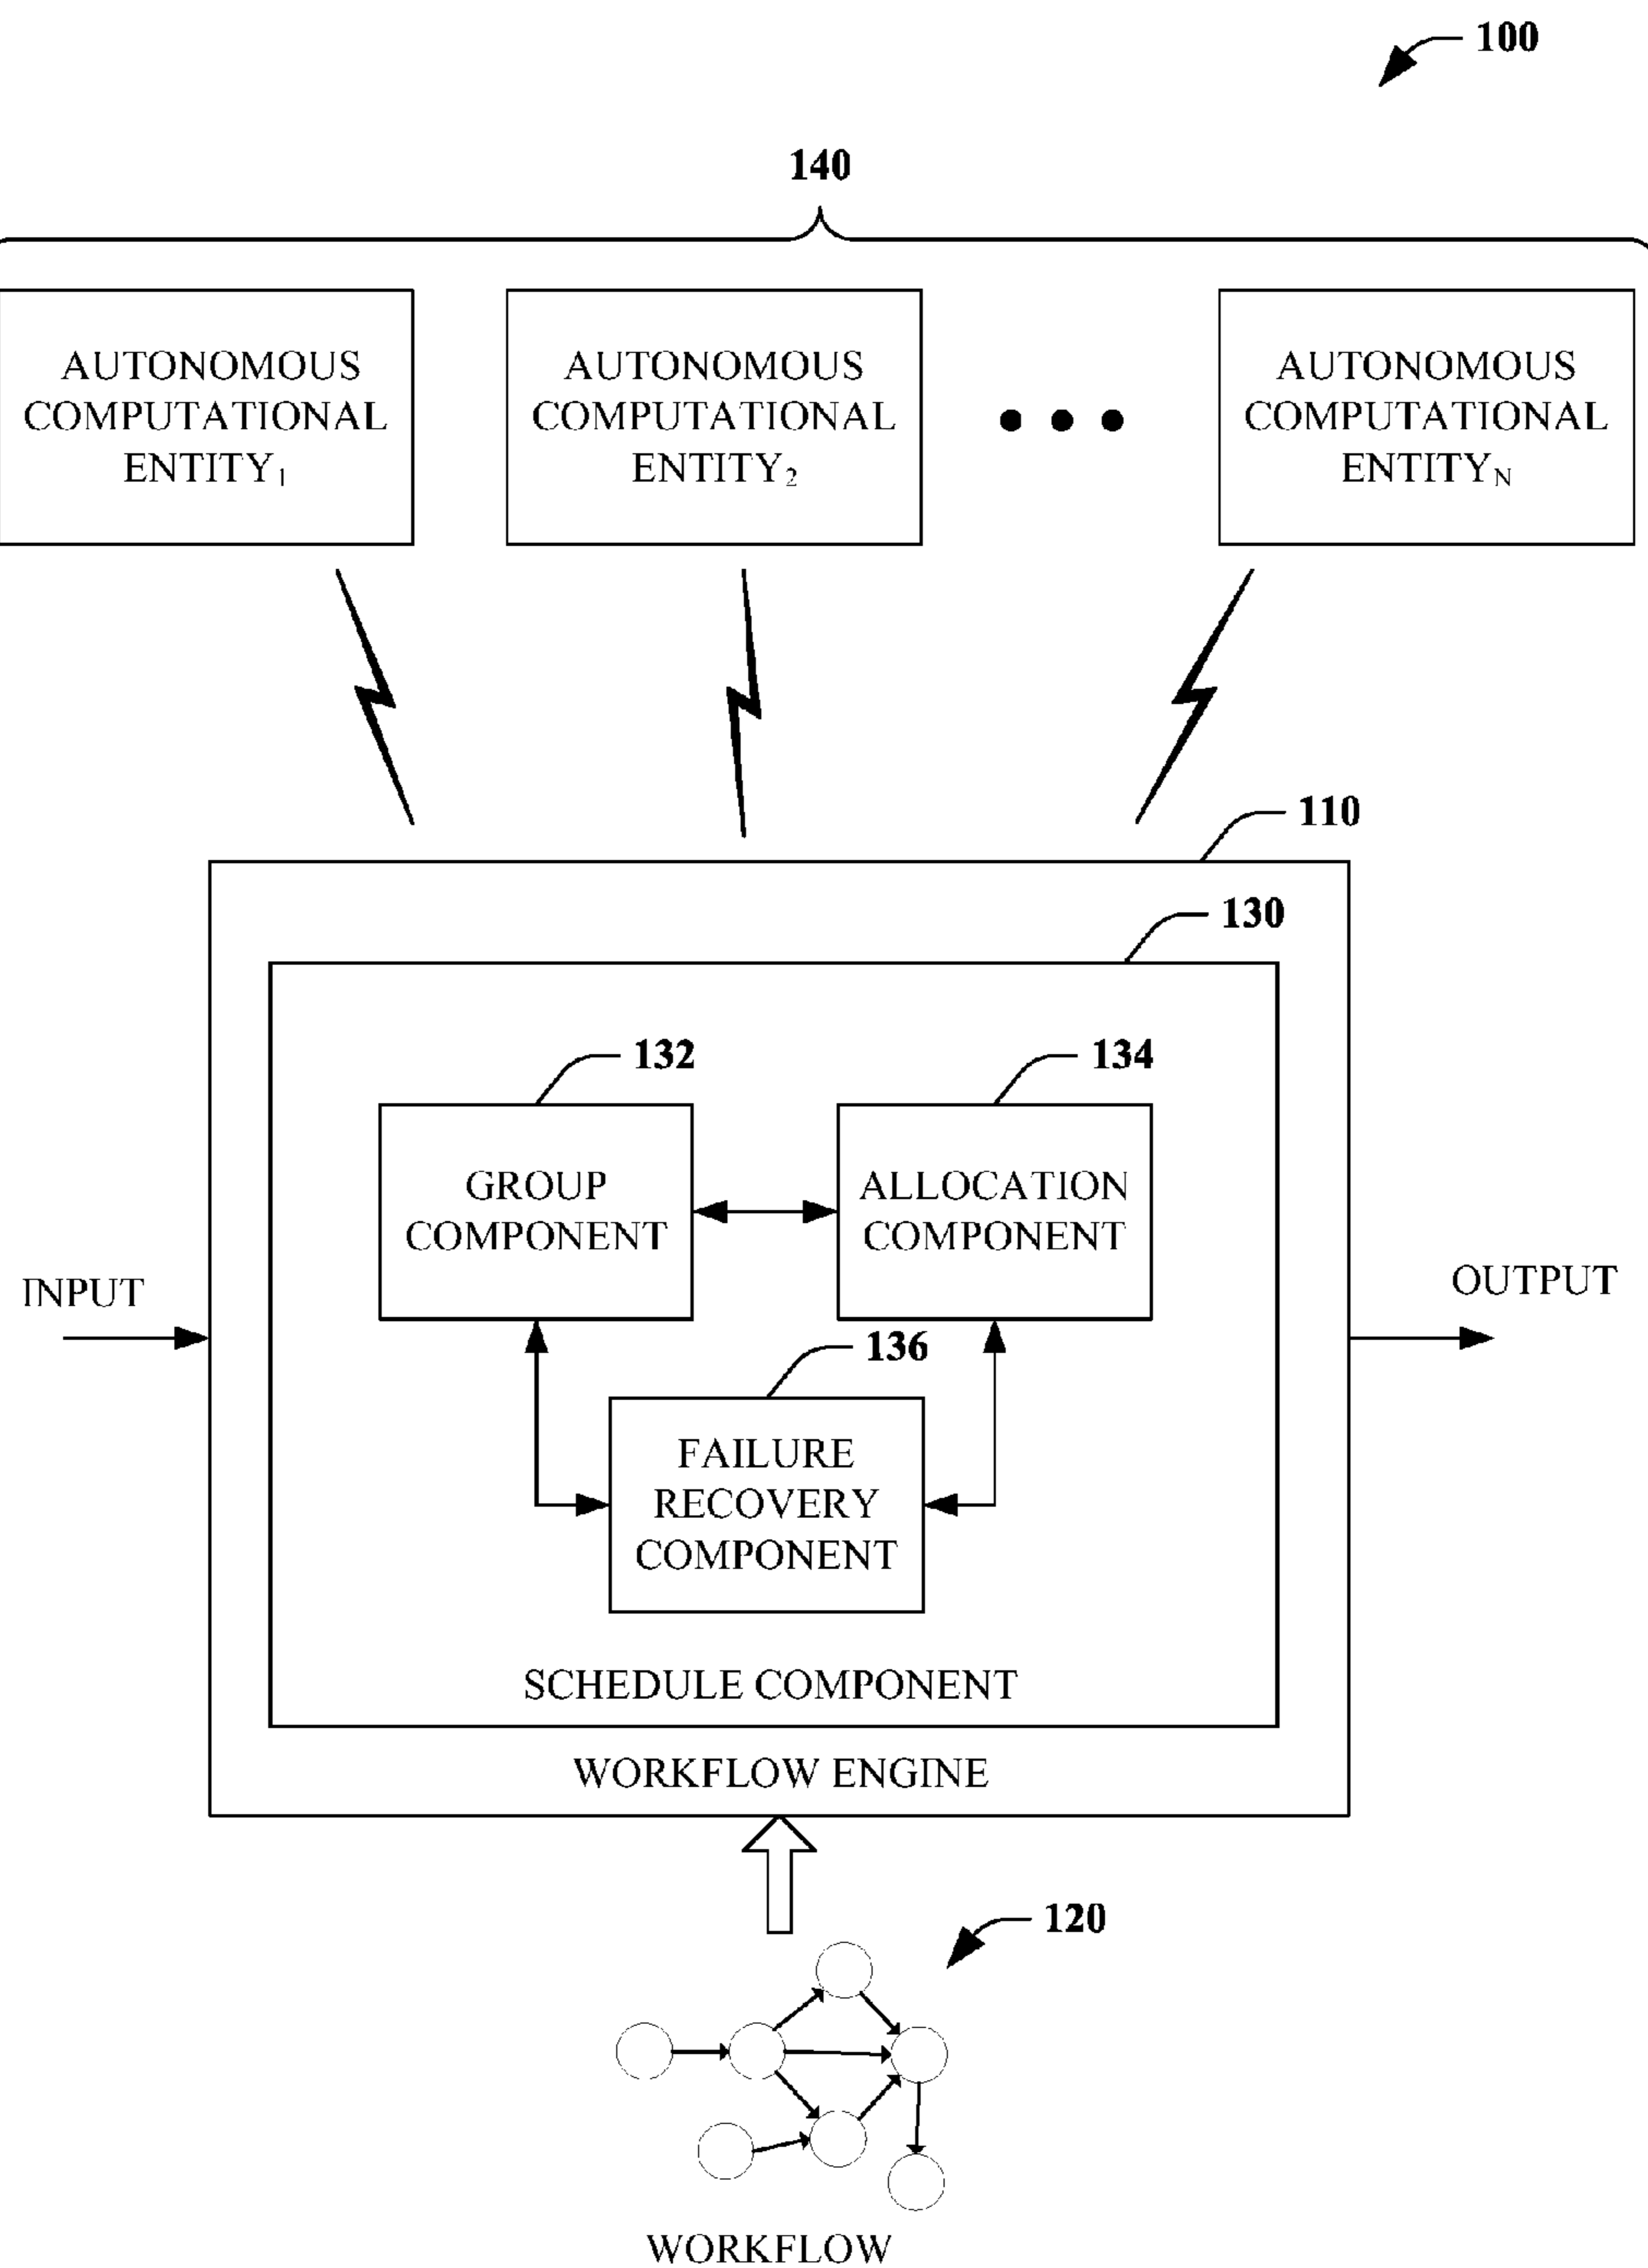 100
140
AUTONOMOUS
COMPUTATIONAL
ENTITY₁
AUTONOMOUS
COMPUTATIONAL
ENTITY₂
AUTONOMOUS
COMPUTATIONAL
ENTITY_N
110
130
132
134
GROUP
COMPONENT
ALLOCATION
COMPONENT
INPUT
OUTPUT
136
FAILURE
RECOVERY
COMPONENT
SCHEDULE COMPONENT
WORKFLOW ENGINE
120
WORKFLOW